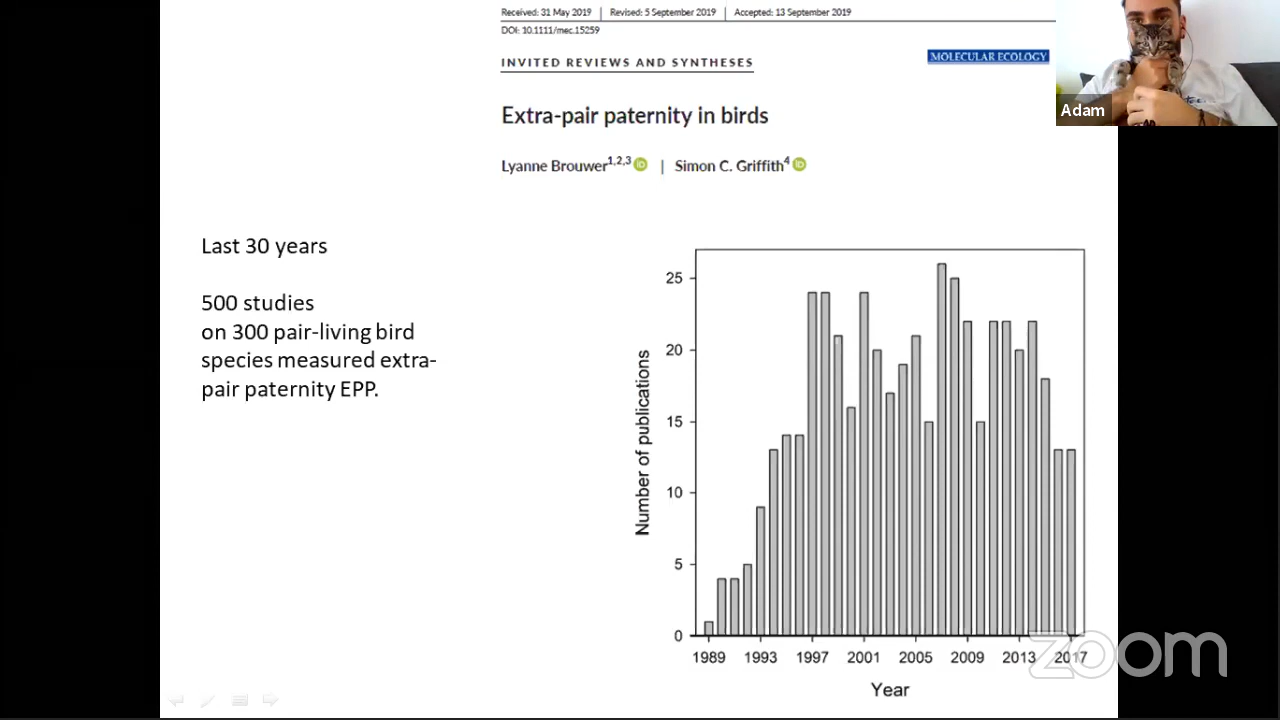 Received: 31 May 2019 | Revised: 5 September 2019 | Accepted: 13 September 2019
DOI: 10.1111/mec.15259
INVITED REVIEWS AND SYNTHESES
MOLECULAR ECOLOGY
Adam
Extra-pair paternity in birds
Lyanne Brouwer1,2,3 iD | Simon C. Griffith4 iD
Last 30 years
500 studies
on 300 pair-living bird
species measured extra-
pair paternity EPP.
Number of publications
25
20
15
10
5
0
1989 1993 1997 2001 2005 2009 2013 2017
Year
zoom